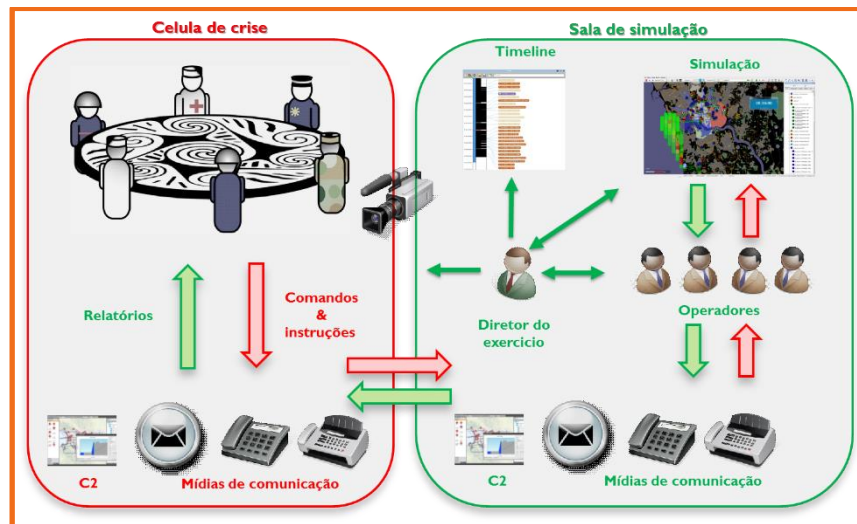 Celula de crise
Sala de simulação
Timeline
Simulação
Relatórios
Comandos
&
instruções
Diretor do
exercicio
Operadores
C2
Mídias de comunicação
C2
Mídias de comunicação